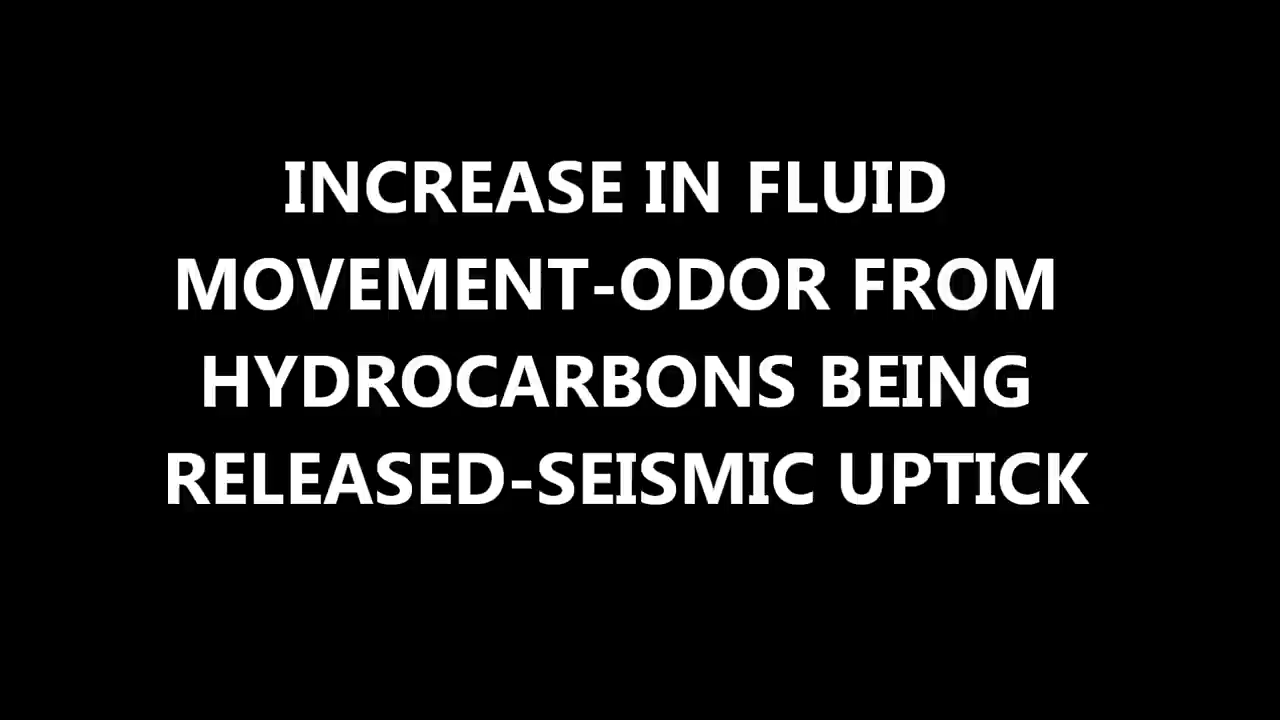 INCREASE IN FLUID
MOVEMENT-ODOR FROM
HYDROCARBONS BEING
RELEASED-SEISMIC UPTICK